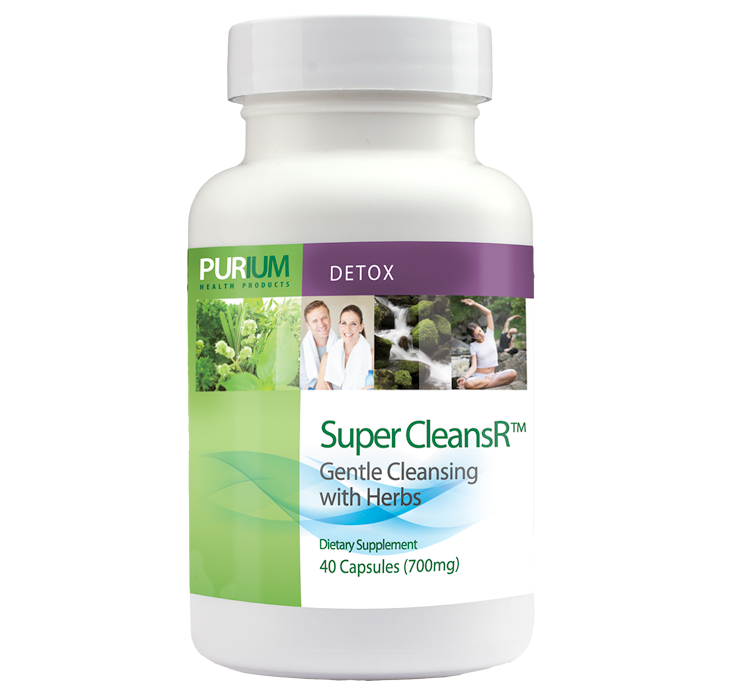 PURIUM
HEALTH PRODUCTS
DETOX
Super CleansR™
Gentle Cleansing
with Herbs
Dietary Supplement
40 Capsules (700mg)